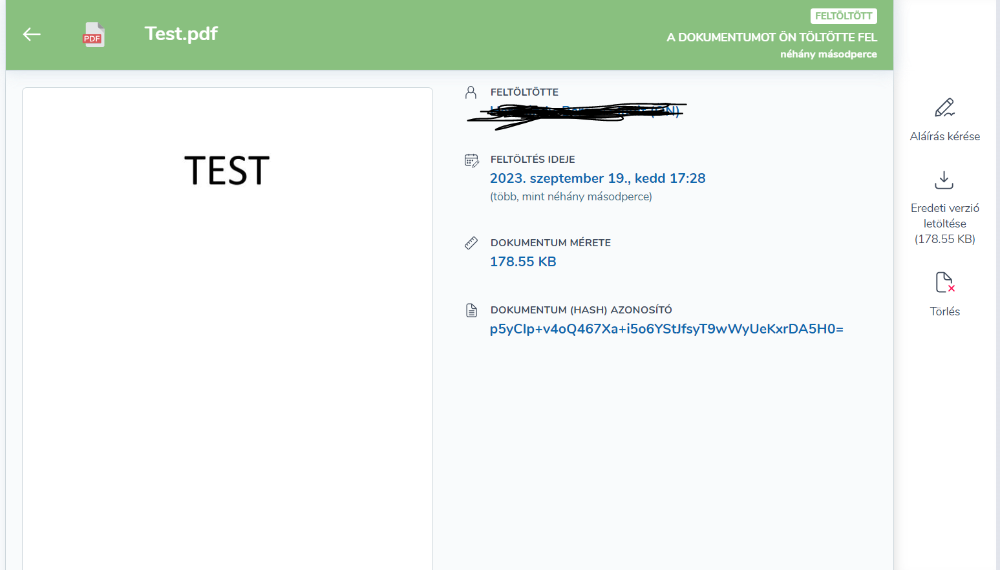 FELTÖLTÖTT
PDF
Test.pdf
A DOKUMENTUMOT ÖN TÖLTÖTTE FEL
néhány másodperce
TEST
FELTÖLTÖTTE
(ÖN)
FELTÖLTÉS IDEJE
2023. szeptember 19., kedd 17:28
(több, mint néhány másodperce)
DOKUMENTUM MÉRETE
178.55 KB
DOKUMENTUM (HASH) AZONOSÍTÓ
p5yCIp+v4oQ467Xa+i5o6YStJfsyT9wWyUeKxrDA5H0=
Aláírás kérése
Eredeti verzió
letöltése
(178.55 KB)
Törlés